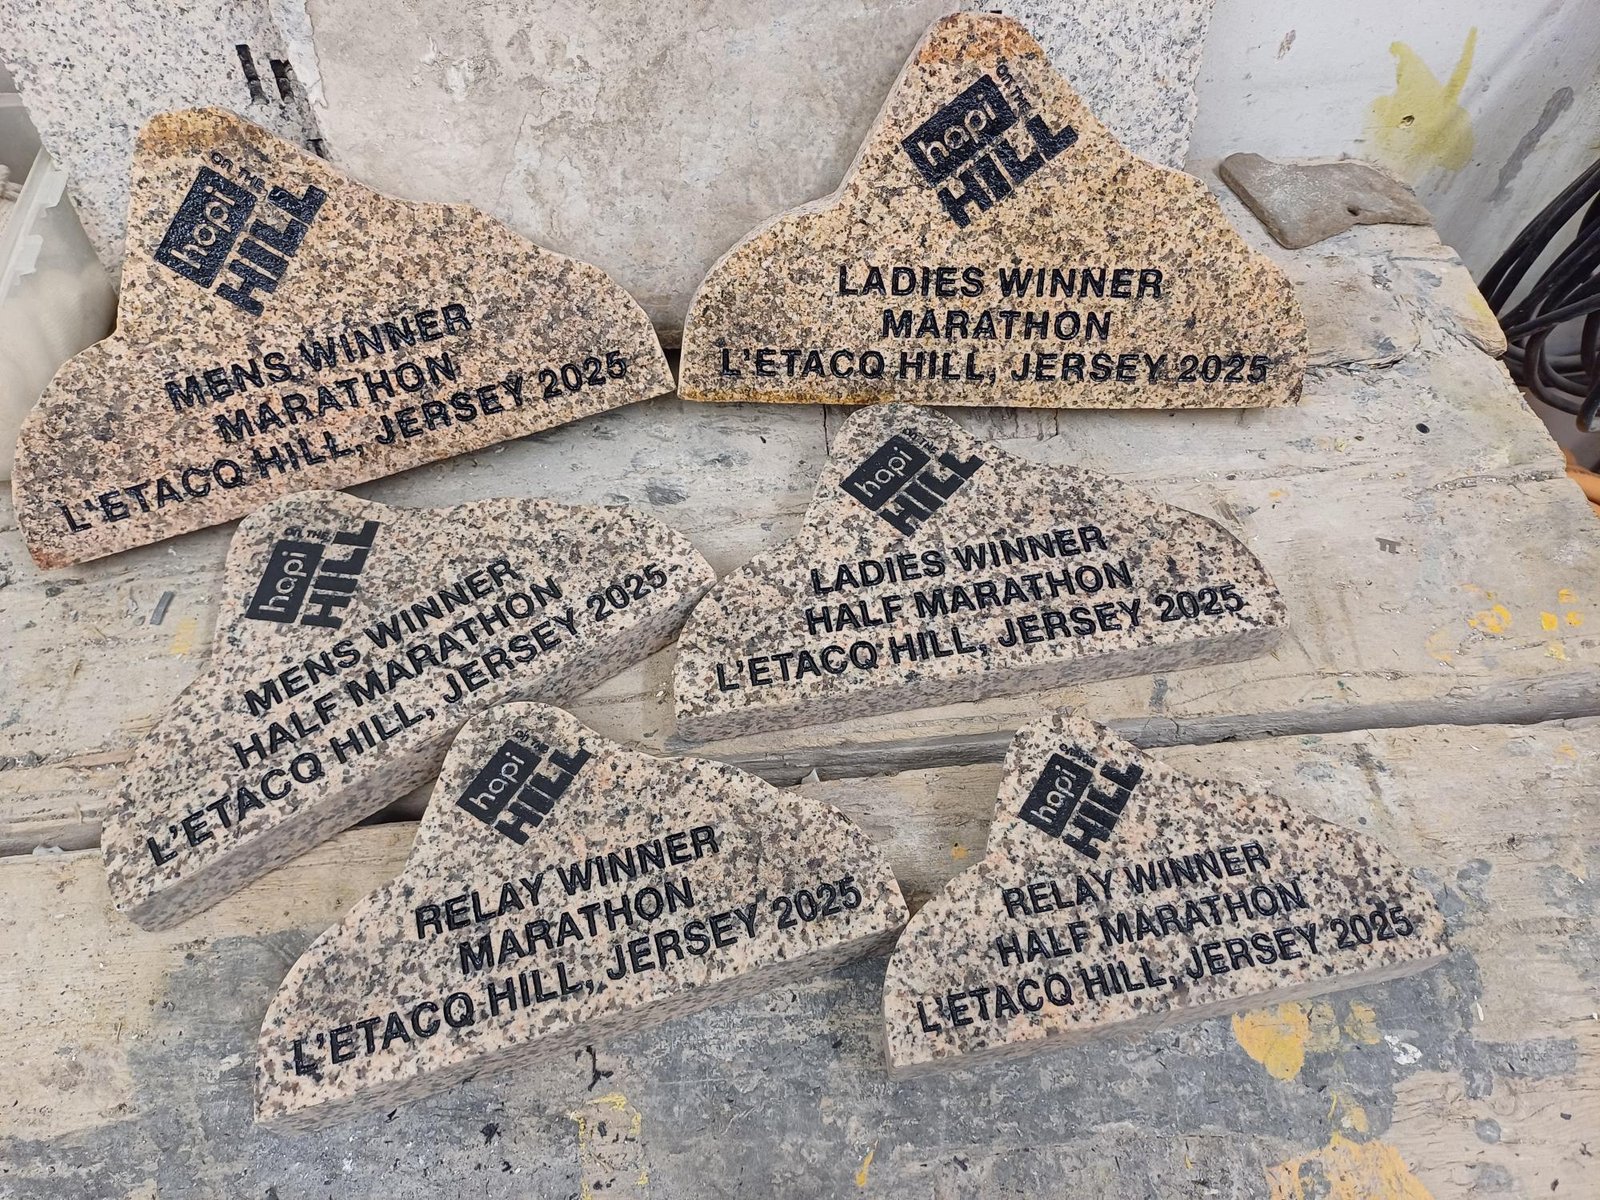 on THE
hapi
HILL
MENS WINNER
MARATHON
L'ETACQ HILL, JERSEY 2025
on THE
hapi
HILL
LADIES WINNER
MARATHON
L'ETACQ HILL, JERSEY 2025
on THE
hapi
HILL
MENS WINNER
HALF MARATHON
L'ETACQ HILL, JERSEY 2025
on THE
hapi
HILL
LADIES WINNER
HALF MARATHON
L'ETACQ HILL, JERSEY 2025
on THE
hapi
HILL
RELAY WINNER
MARATHON
L'ETACQ HILL, JERSEY 2025
on THE
hapi
HILL
RELAY WINNER
HALF MARATHON
L'ETACQ HILL, JERSEY 2025